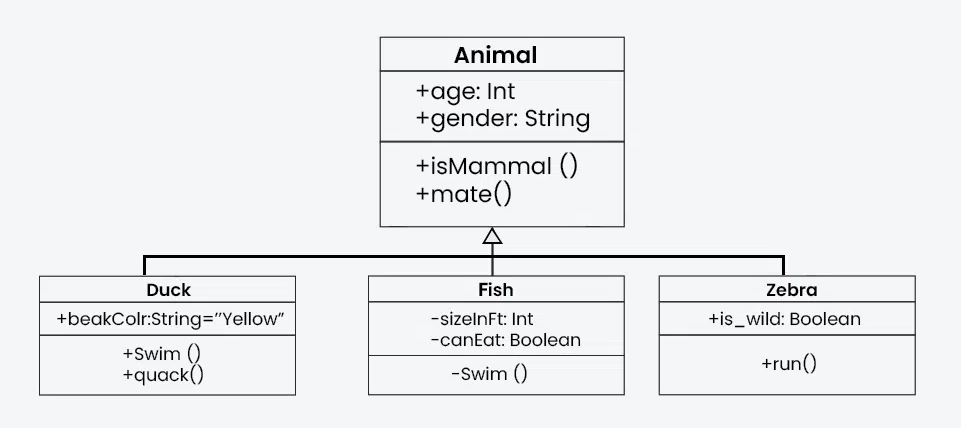 Animal
+age: Int
+gender: String
+isMammal ()
+mate()
Duck
+beakColr:String=”Yellow”
+Swim ()
+quack()
Fish
-sizeInFt: Int
-canEat: Boolean
-Swim ()
Zebra
+is_wild: Boolean
+run()